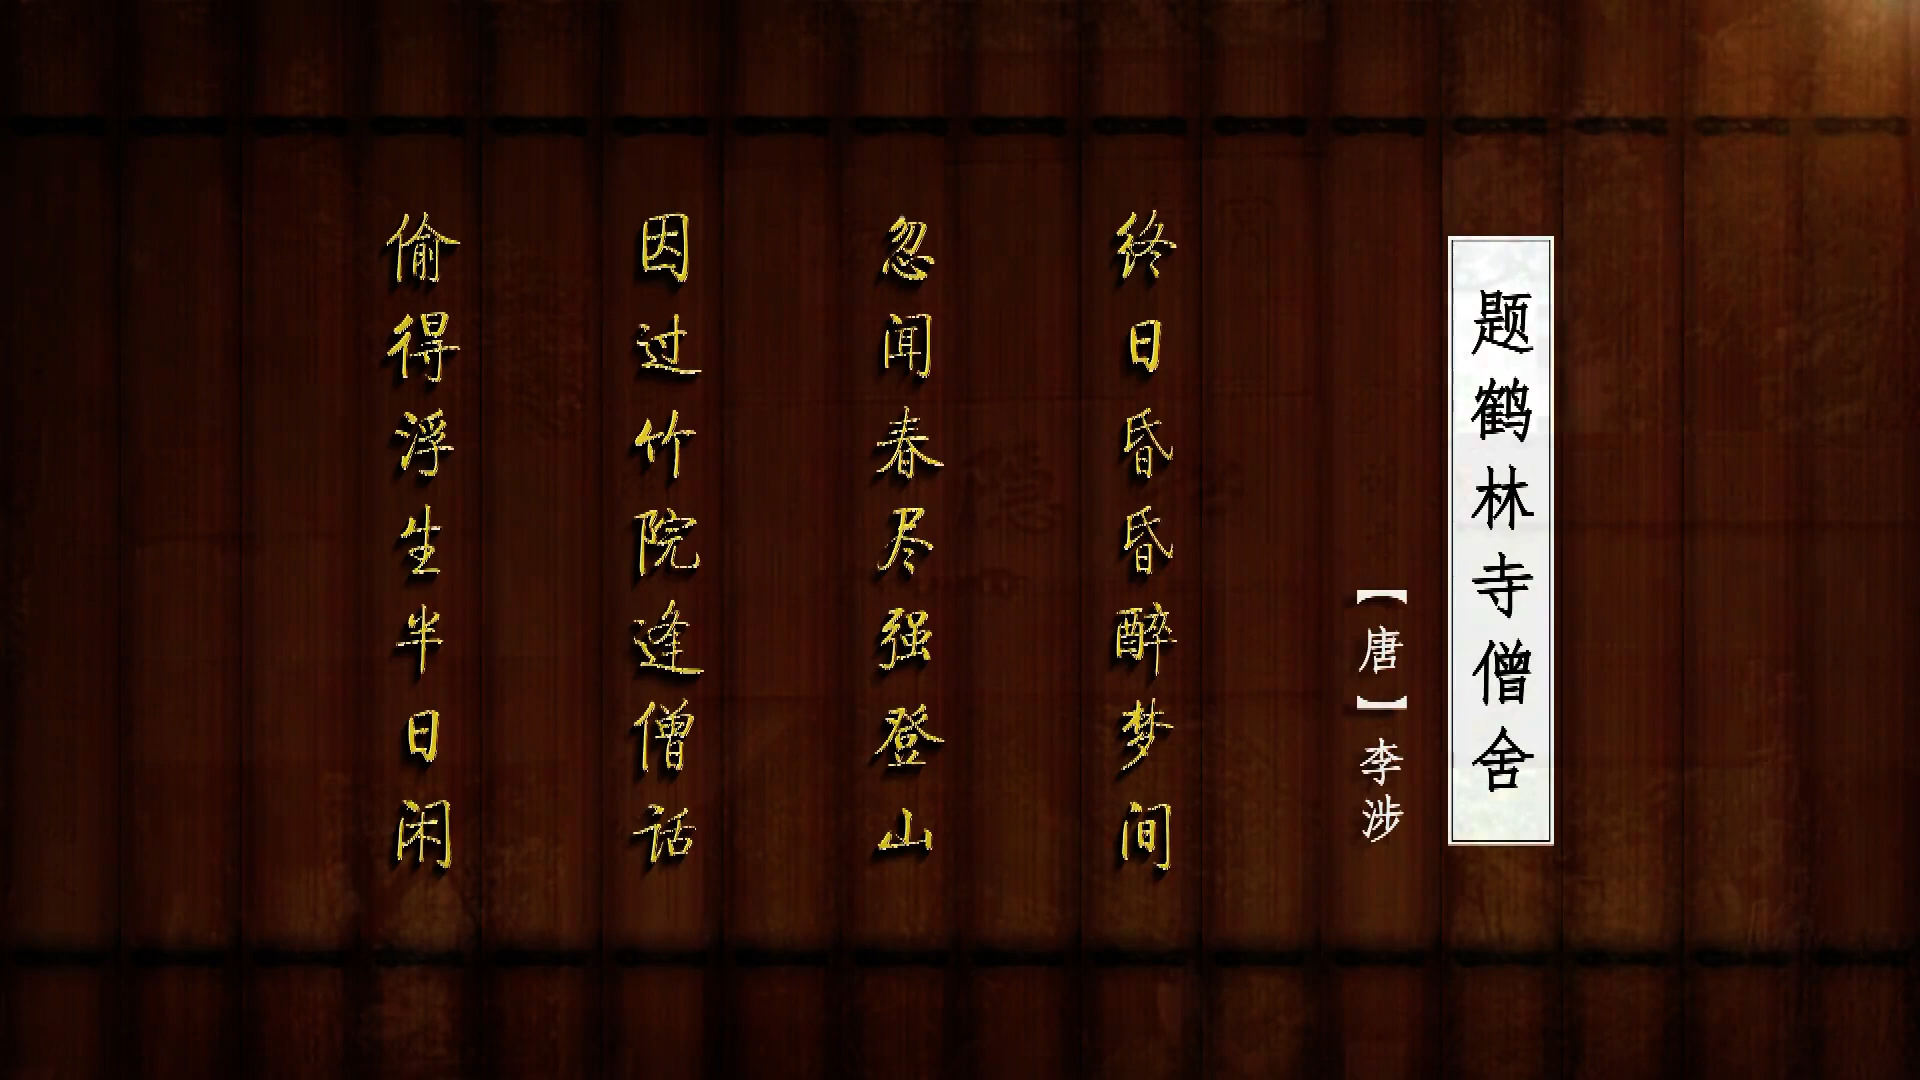 题鹤林寺僧舍
【唐】李涉
终日昏昏醉梦间
忽闻春尽强登山
因过竹院逢僧话
偷得浮生半日闲